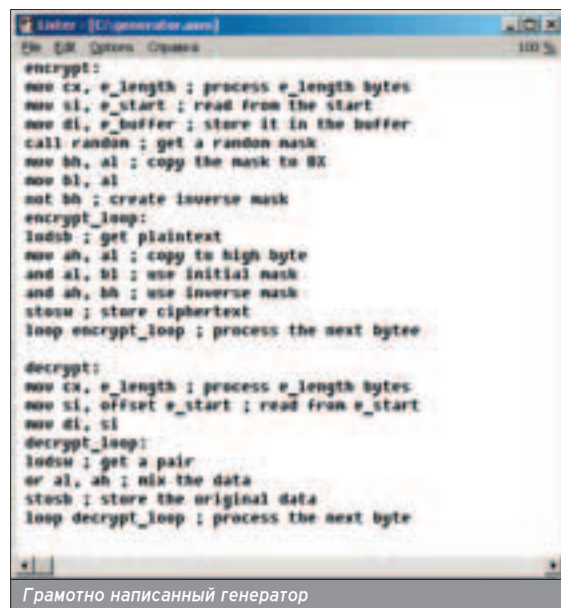 Lister - [C:\generator.asm]
File Edit Options Справка 100 %
encrypt:
mov cx, e_length ; process e_length bytes
mov si, e_start ; read from the start
mov di, e_buffer ; store it in the buffer
call random ; get a random mask
mov bh, al ; copy the mask to BX
mov bl, al
not bh ; create inverse mask
encrypt_loop:
lodsb ; get plaintext
mov ah, al ; copy to high byte
and al, bl ; use initial mask
and ah, bh ; use inverse mask
stosw ; store ciphertext
loop encrypt_loop ; process the next bytee
decrypt:
mov cx, e_length ; process e_length bytes
mov si, offset e_start ; read from e_start
mov di, si
decrypt_loop:
lodsw ; get a pair
or al, ah ; mix the data
stosb ; store the original data
loop decrypt_loop ; process the next byte
Грамотно написанный генератор